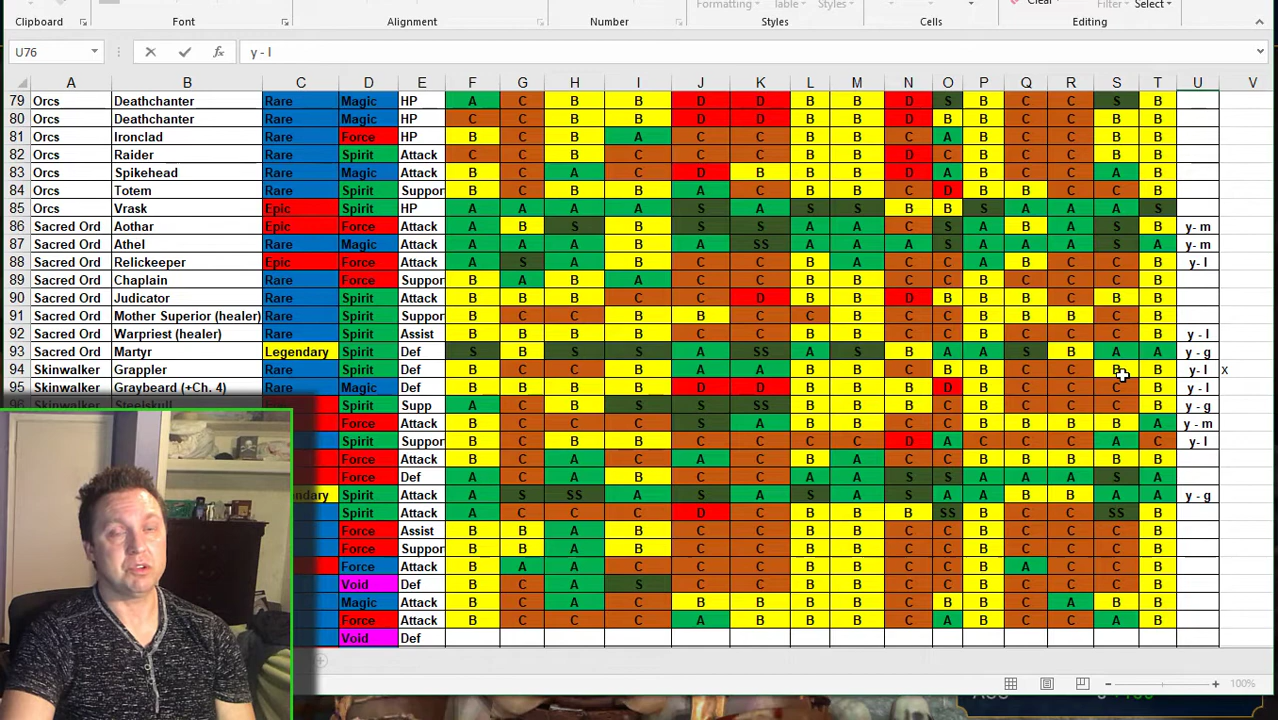 Clipboard Font Alignment Number Styles Cells Editing
Formatting Table Styles Clear Filter Select
U76 fx y - l
A B C D E F G H I J K L M N O P Q R S T U V
79 Orcs Deathchanter Rare Magic HP A C B B D D B B D S B C C S B
80 Orcs Deathchanter Rare Magic HP C C B B D D B B D B B C C B B
81 Orcs Ironclad Rare Force HP B C B A C C B B C A B C C B B
82 Orcs Raider Rare Spirit Attack C C B C C C B B D C B C C B B
83 Orcs Spikehead Rare Magic Attack B C A C D B B B D A B C C A B
84 Orcs Totem Rare Spirit Suppor B C B B A C B B C D B B C C B
85 Orcs Vrask Epic Spirit HP A A A A S A S S B B S A A A S
86 Sacred Ord Aothar Epic Force Attack A B S B S S A A C S A B A S B y- m
87 Sacred Ord Athel Rare Magic Attack A A A B A SS A A A S A A A S A y- m
88 Sacred Ord Relickeeper Epic Force Attack A S A B C C B A C C A B C C B y- l
89 Sacred Ord Chaplain Rare Force Suppor B A B A C C B B C C B C C C B
90 Sacred Ord Judicator Rare Spirit Attack B B B C C D B B D B B B C B B
91 Sacred Ord Mother Superior (healer) Rare Spirit Suppor B B B B B C C B C C B B C C B
92 Sacred Ord Warpriest (healer) Rare Spirit Assist B B B B C C B B C C B C C C B y - l
93 Sacred Ord Martyr Legendary Spirit Def S B S S A SS A S B A A S B A A y - g
94 Skinwalker Grappler Rare Spirit Def B C B B A A B B C B B C C B B y- l x
95 Skinwalker Graybeard (+Ch. 4) Rare Magic Def B B B B D D B B B D B C C C B y - l
Spirit Supp A C B S S SS B B B C B C C C B y - g
Force B C C C S A B B C C B B B B A y - m
Spirit Support B C B B C C C C D A C C C A C y- l
Force B C A C A C B A C C B B B B B
Force Def A C A B C C A A S S A A A S A
Spirit Attack A S SS A S A S A S A A B B A A y - g
Spirit Attack A C C C D C B B B SS B C C SS B
Force Assist B B A B C C B B C C B C C C B
Force Support B B A B C C B B C C B C C C B
Force Attack B A A C C C B B C C B A C C B
Void Def B C A S C C B B C C B C C C B
Magic Attack B C A C B B B B C B B C A B B
Force Attack B C C C A B B B C A B C C A B
Void Def
100%